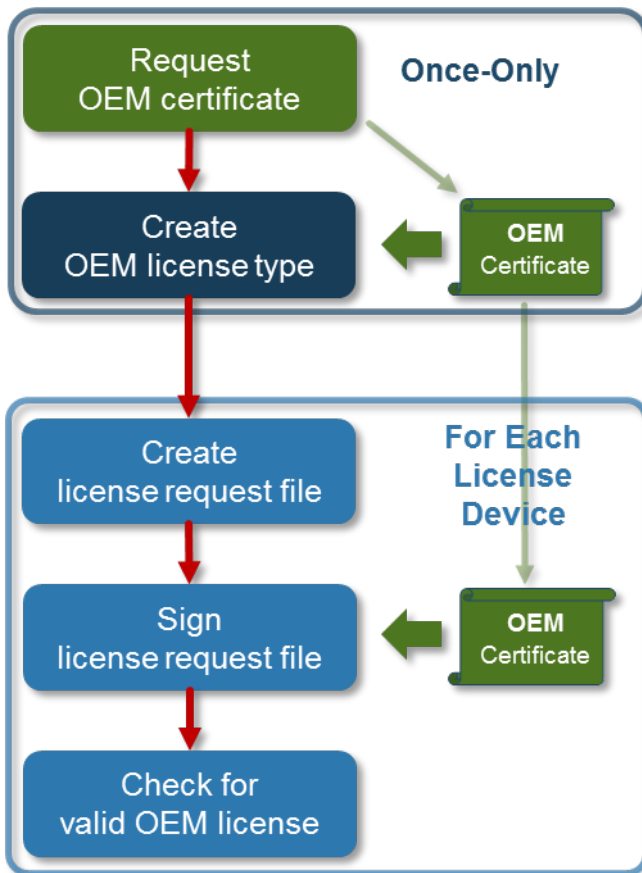 Request
OEM certificate
Once-Only
Create
OEM license type
OEM
Certificate
Create
license request file
For Each
License
Device
Sign
license request file
OEM
Certificate
Check for
valid OEM license